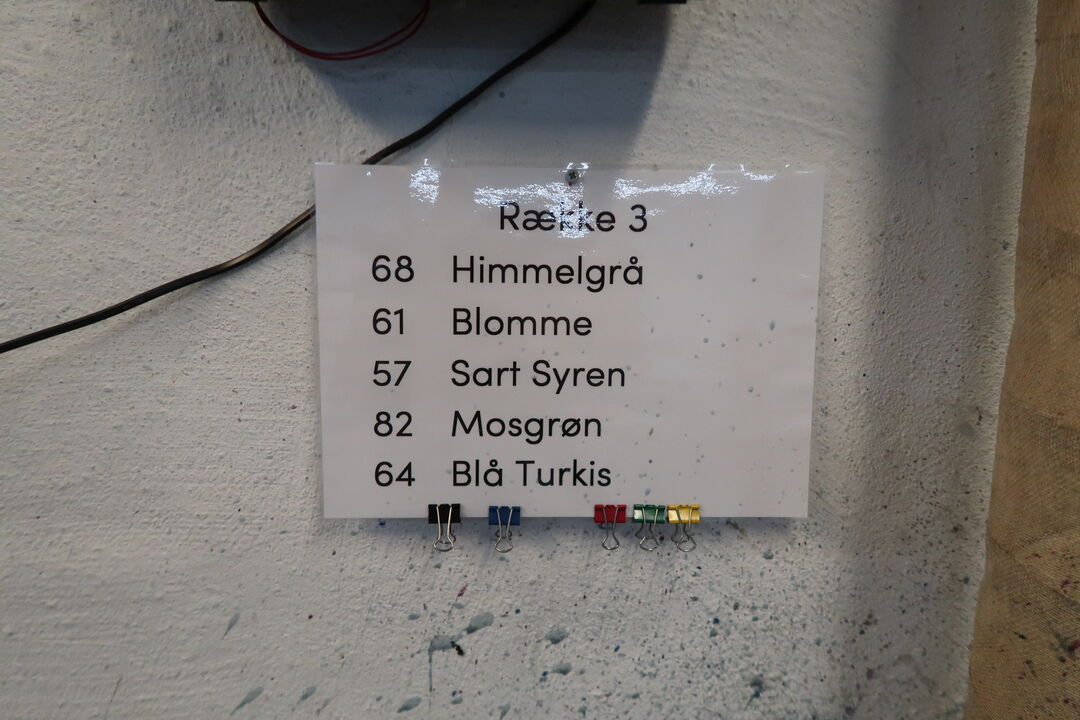 Række 3
68 Himmelgrå
61 Blomme
57 Sart Syren
82 Mosgrøn
64 Blå Turkis